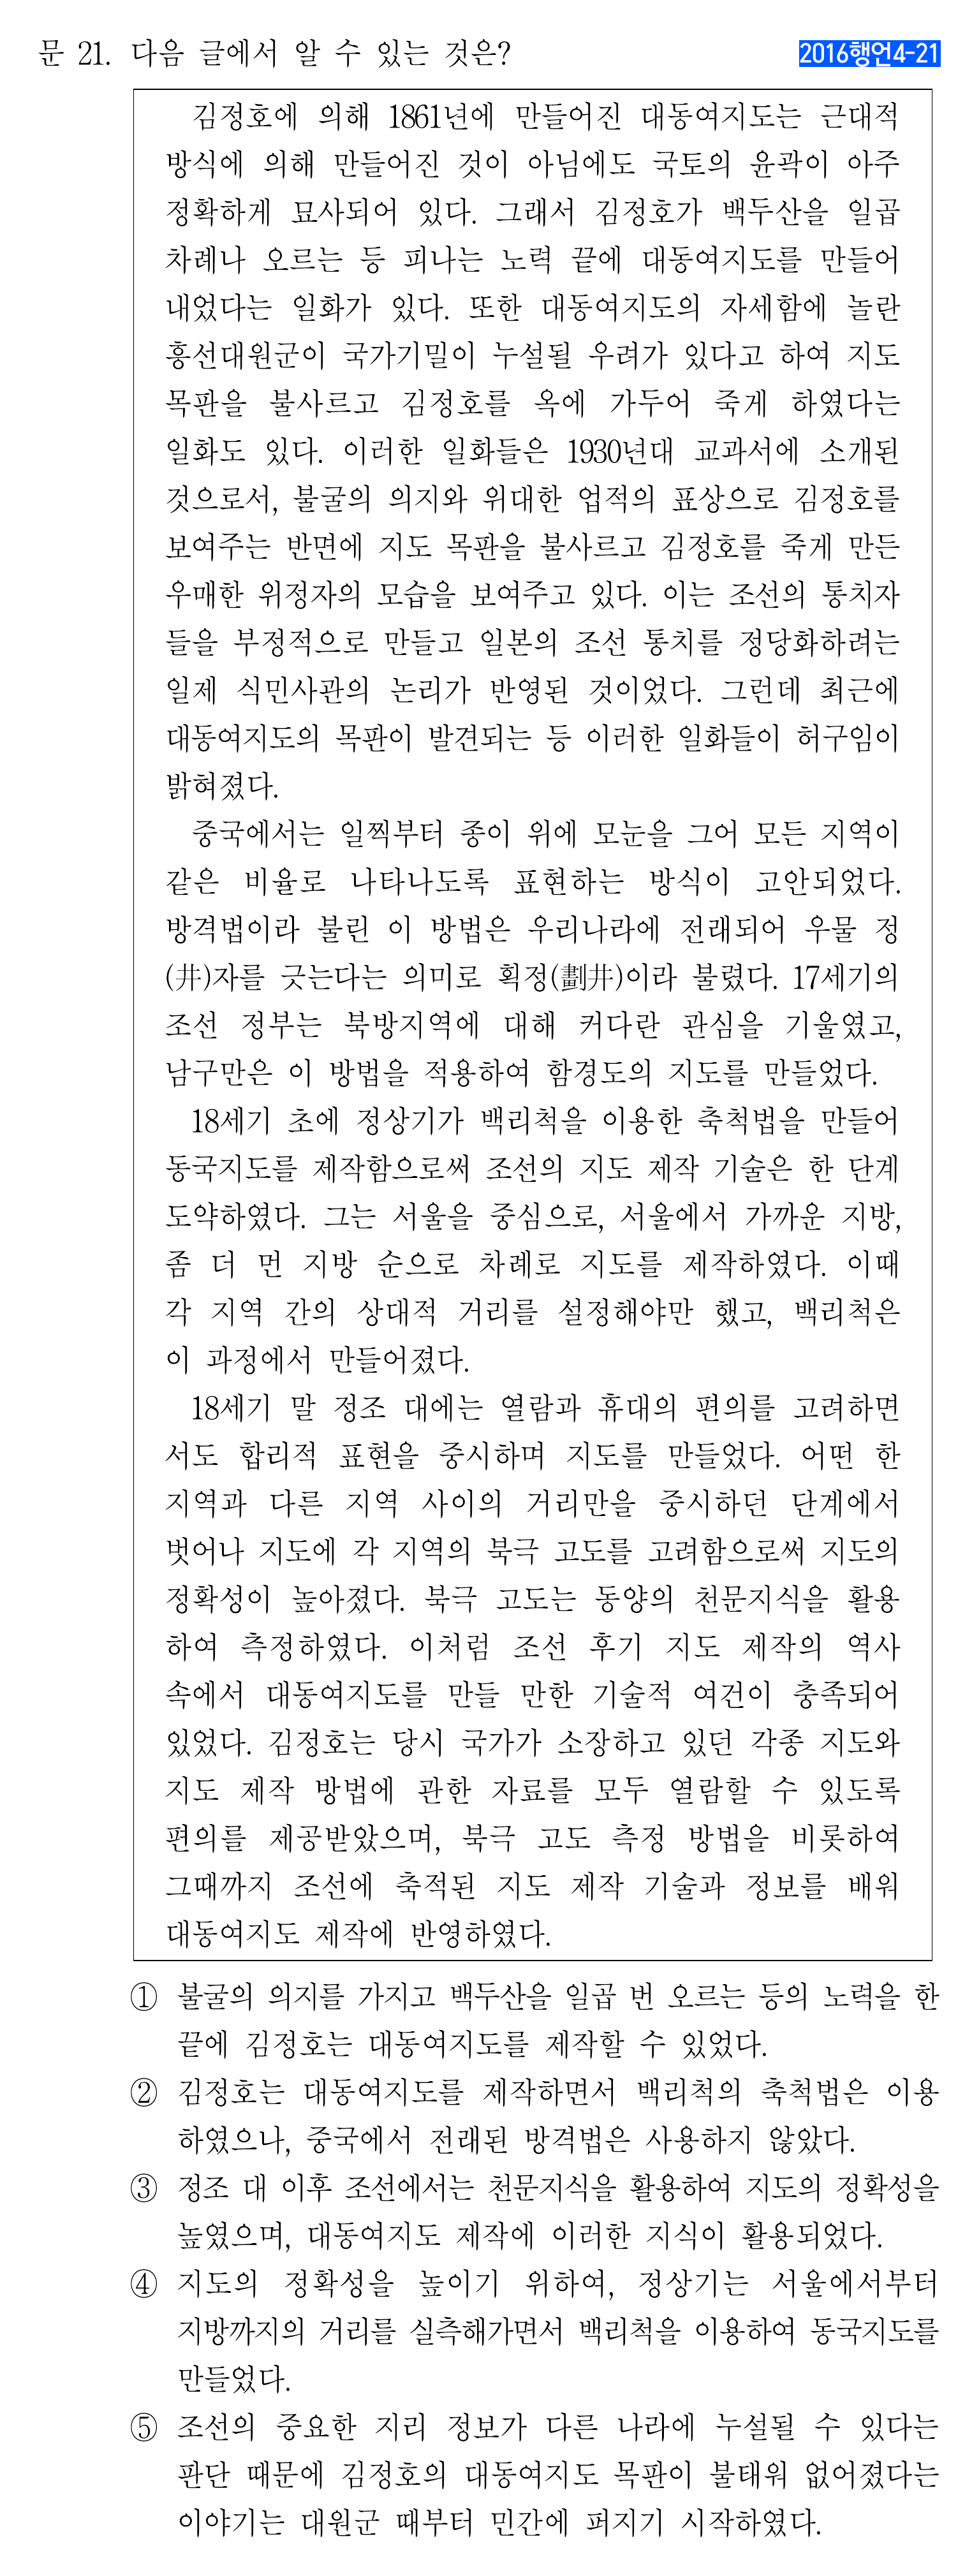 문 21. 다음 글에서 알 수 있는 것은?
2016행언4-21
김정호에 의해 1861년에 만들어진 대동여지도는 근대적
방식에 의해 만들어진 것이 아님에도 국토의 윤곽이 아주
정확하게 묘사되어 있다. 그래서 김정호가 백두산을 일곱
차례나 오르는 등 피나는 노력 끝에 대동여지도를 만들어
내었다는 일화가 있다. 또한 대동여지도의 자세함에 놀란
흥선대원군이 국가기밀이 누설될 우려가 있다고 하여 지도
목판을 불사르고 김정호를 옥에 가두어 죽게 하였다는
일화도 있다. 이러한 일화들은 1930년대 교과서에 소개된
것으로서, 불굴의 의지와 위대한 업적의 표상으로 김정호를
보여주는 반면에 지도 목판을 불사르고 김정호를 죽게 만든
우매한 위정자의 모습을 보여주고 있다. 이는 조선의 통치자
들을 부정적으로 만들고 일본의 조선 통치를 정당화하려는
일제 식민사관의 논리가 반영된 것이었다. 그런데 최근에
대동여지도의 목판이 발견되는 등 이러한 일화들이 허구임이
밝혀졌다.
중국에서는 일찍부터 종이 위에 모눈을 그어 모든 지역이
같은 비율로 나타나도록 표현하는 방식이 고안되었다.
방격법이라 불린 이 방법은 우리나라에 전래되어 우물 정
(井)자를 긋는다는 의미로 획정(劃井)이라 불렸다. 17세기의
조선 정부는 북방지역에 대해 커다란 관심을 기울였고,
남구만은 이 방법을 적용하여 함경도의 지도를 만들었다.
18세기 초에 정상기가 백리척을 이용한 축척법을 만들어
동국지도를 제작함으로써 조선의 지도 제작 기술은 한 단계
도약하였다. 그는 서울을 중심으로, 서울에서 가까운 지방,
좀 더 먼 지방 순으로 차례로 지도를 제작하였다. 이때
각 지역 간의 상대적 거리를 설정해야만 했고, 백리척은
이 과정에서 만들어졌다.
18세기 말 정조 대에는 열람과 휴대의 편의를 고려하면
서도 합리적 표현을 중시하며 지도를 만들었다. 어떤 한
지역과 다른 지역 사이의 거리만을 중시하던 단계에서
벗어나 지도에 각 지역의 북극 고도를 고려함으로써 지도의
정확성이 높아졌다. 북극 고도는 동양의 천문지식을 활용
하여 측정하였다. 이처럼 조선 후기 지도 제작의 역사
속에서 대동여지도를 만들 만한 기술적 여건이 충족되어
있었다. 김정호는 당시 국가가 소장하고 있던 각종 지도와
지도 제작 방법에 관한 자료를 모두 열람할 수 있도록
편의를 제공받았으며, 북극 고도 측정 방법을 비롯하여
그때까지 조선에 축적된 지도 제작 기술과 정보를 배워
대동여지도 제작에 반영하였다.
① 불굴의 의지를 가지고 백두산을 일곱 번 오르는 등의 노력을 한
끝에 김정호는 대동여지도를 제작할 수 있었다.
② 김정호는 대동여지도를 제작하면서 백리척의 축척법은 이용
하였으나, 중국에서 전래된 방격법은 사용하지 않았다.
③ 정조 대 이후 조선에서는 천문지식을 활용하여 지도의 정확성을
높였으며, 대동여지도 제작에 이러한 지식이 활용되었다.
④ 지도의 정확성을 높이기 위하여, 정상기는 서울에서부터
지방까지의 거리를 실측해가면서 백리척을 이용하여 동국지도를
만들었다.
⑤ 조선의 중요한 지리 정보가 다른 나라에 누설될 수 있다는
판단 때문에 김정호의 대동여지도 목판이 불태워 없어졌다는
이야기는 대원군 때부터 민간에 퍼지기 시작하였다.